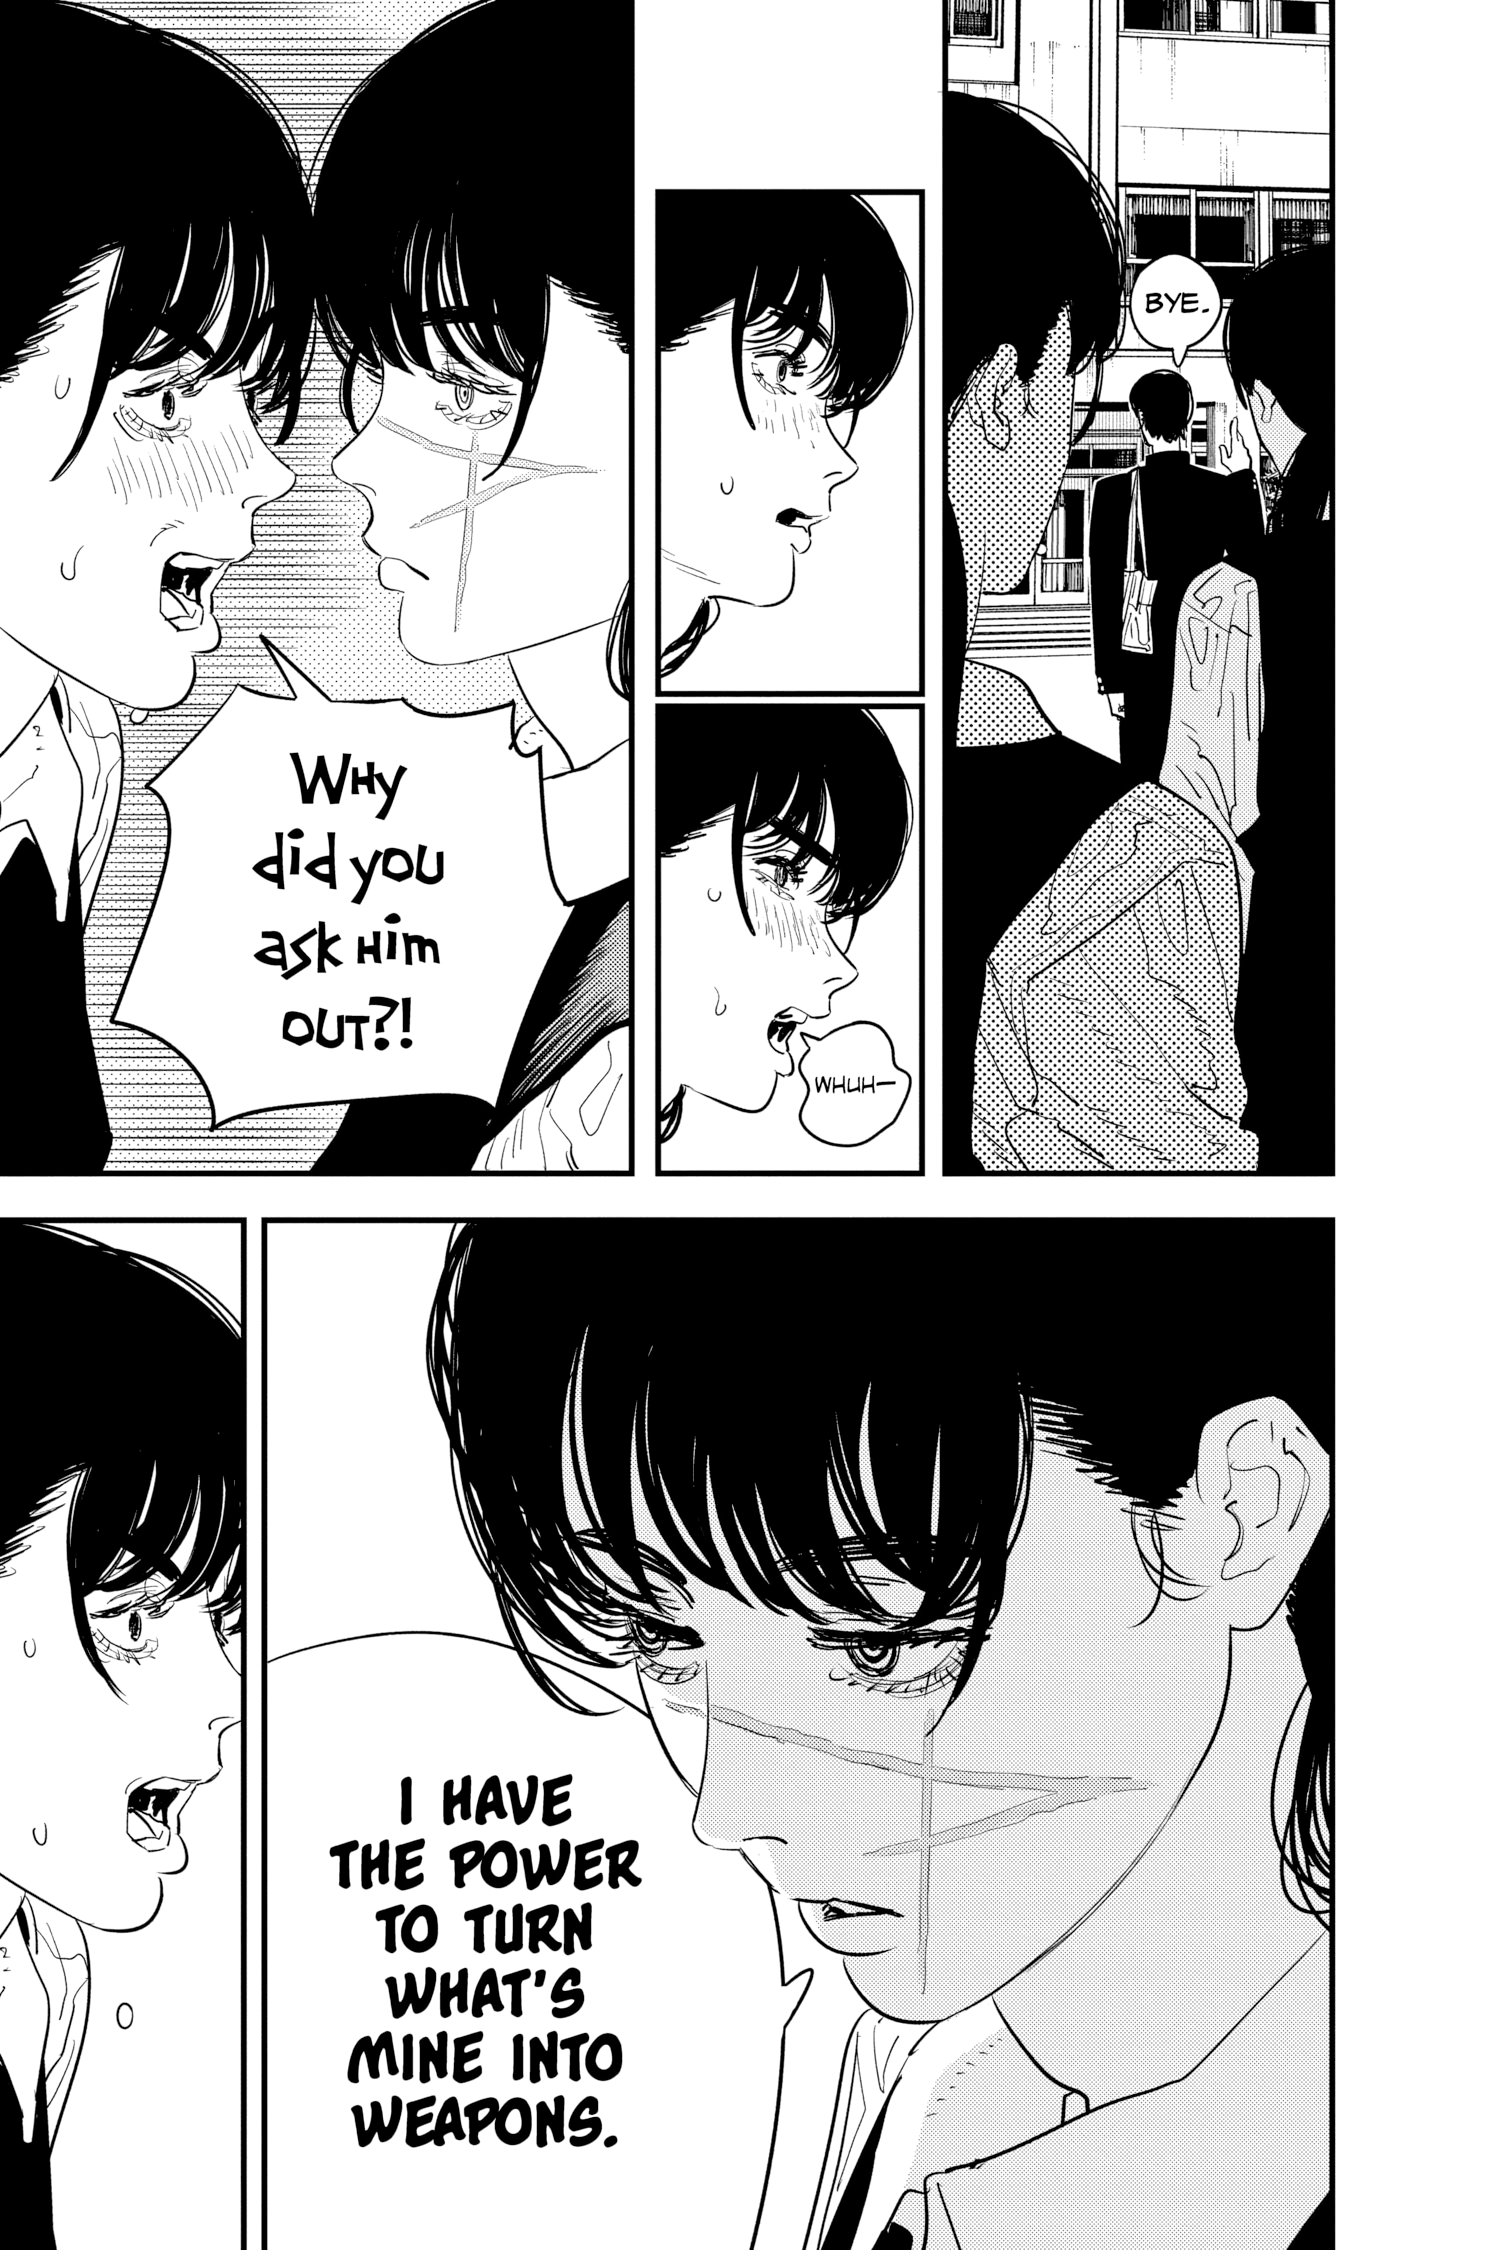 BYE.
WHUH—
WHY
did you
ask him
OUT?!
I HAVE
THE POWER
TO TURN
WHAT'S
MINE INTO
WEAPONS.